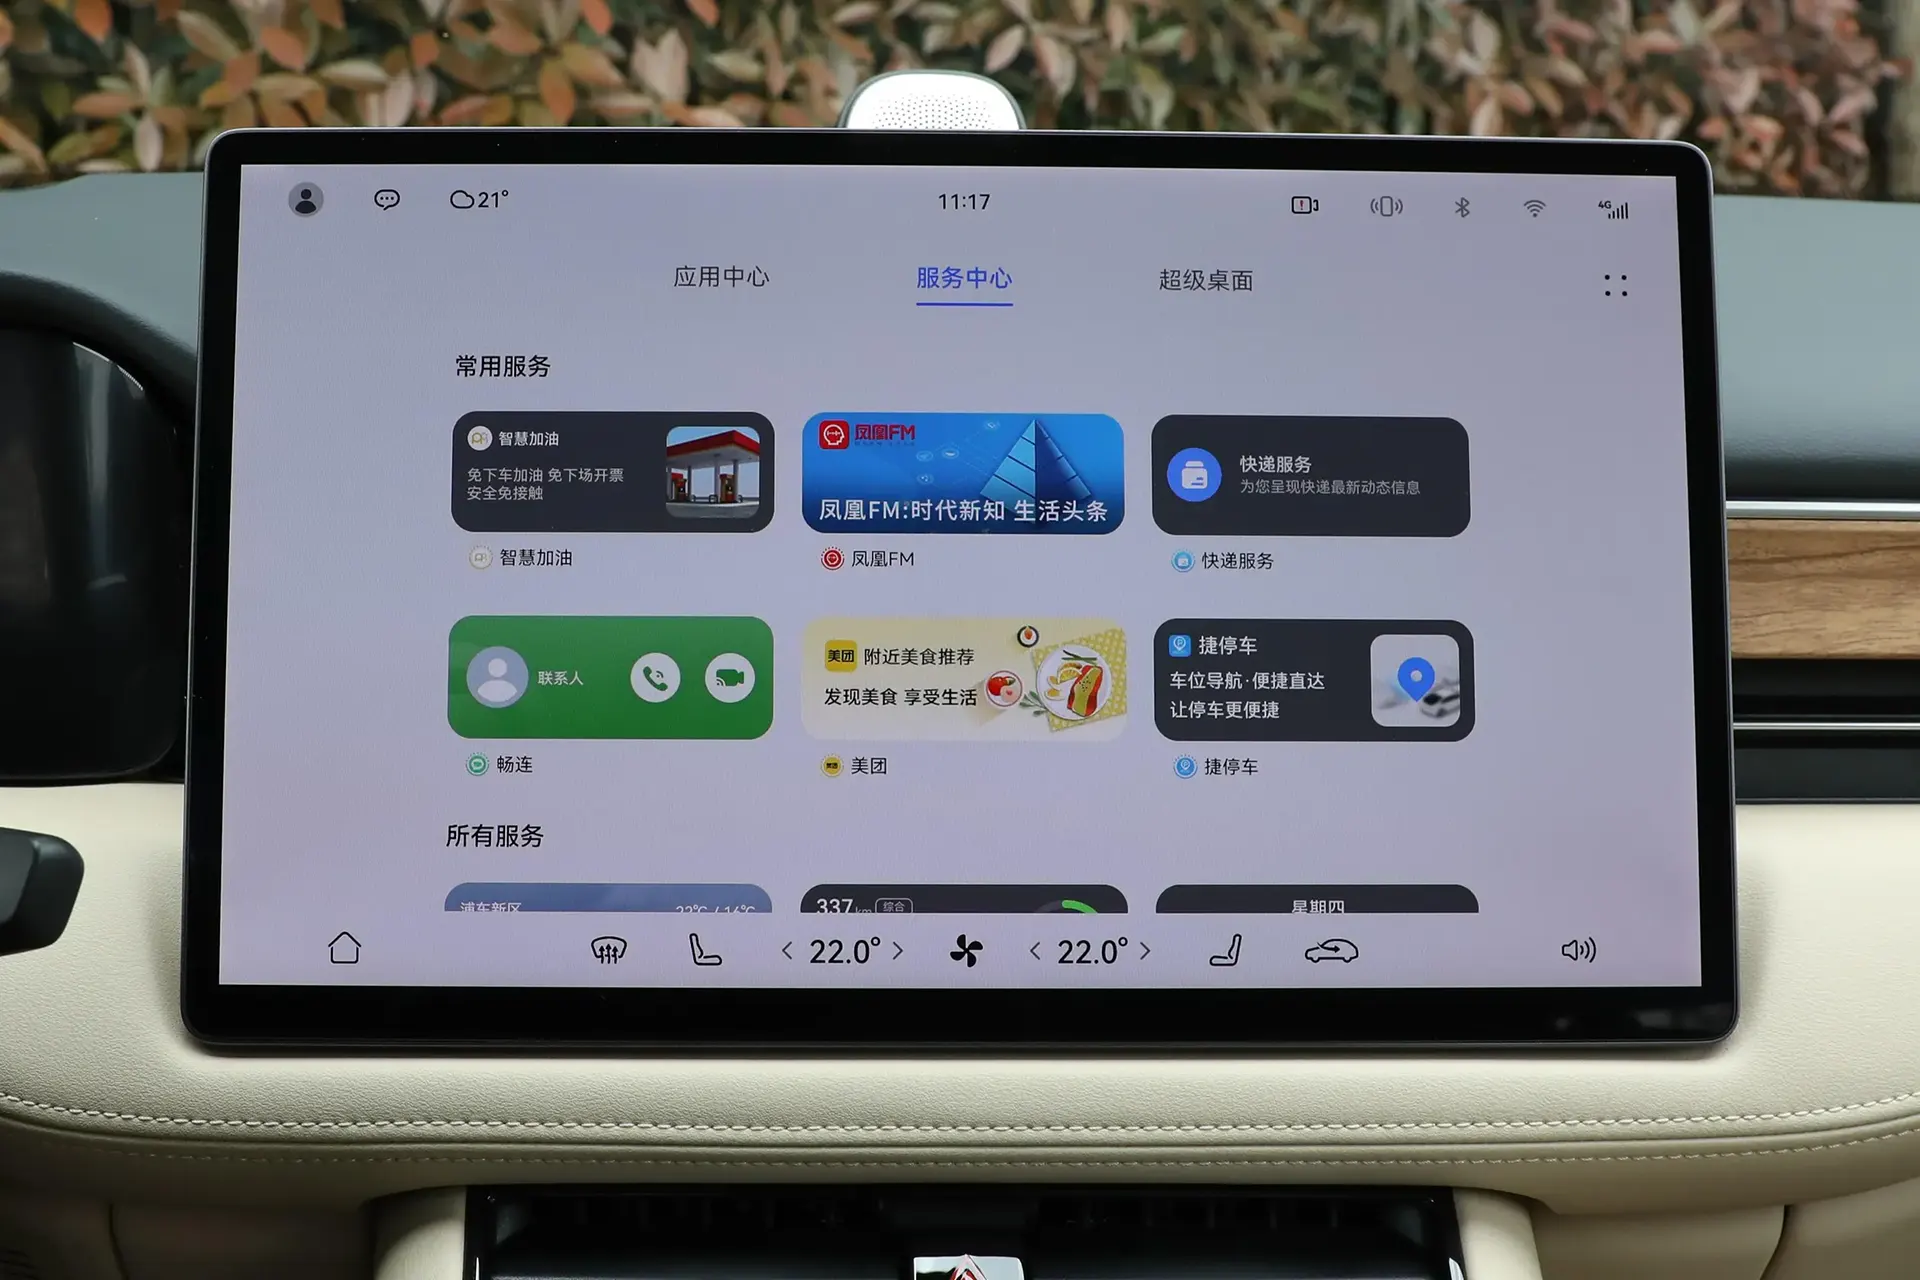 21°
11:17
4G
应用中心
服务中心
超级桌面
常用服务
智慧加油
免下车加油 免下场开票
安全免接触
智慧加油
凤凰FM
凤凰FM:时代新知 生活头条
凤凰FM
快递服务
为您呈现快递最新动态信息
快递服务
联系人
畅连
美团
附近美食推荐
发现美食 享受生活
美团
捷停车
车位导航·便捷直达
让停车更便捷
捷停车
所有服务
浦东新区
22°C / 16°C
337km 综合
星期四
22.0°
22.0°